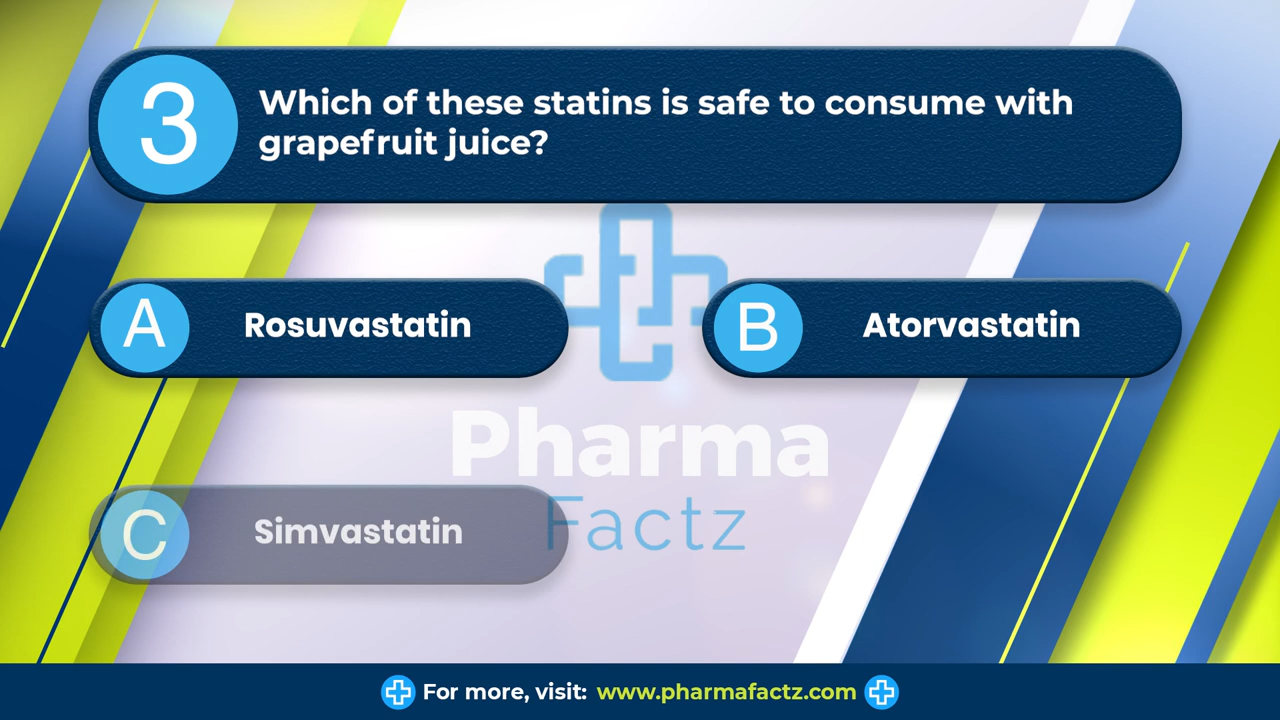 3
Which of these statins is safe to consume with
grapefruit juice?
A
Rosuvastatin
B
Atorvastatin
Pharma
Factz
C
Simvastatin
For more, visit: www.pharmafactz.com